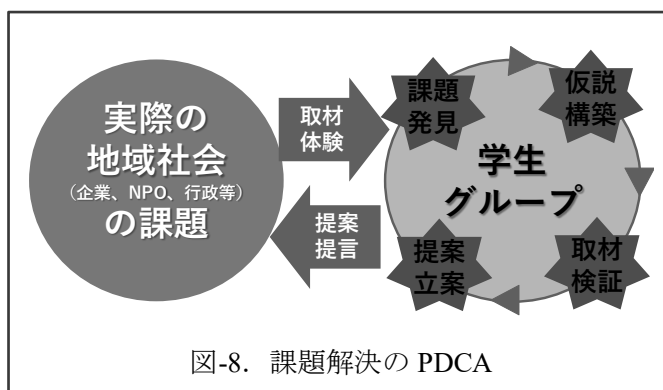 実際の
地域社会
（企業、NPO、行政等）
の課題
取材
体験
提案
提言
課題
発見
仮説
構築
学生
グループ
提案
立案
取材
検証
図-8．課題解決の PDCA